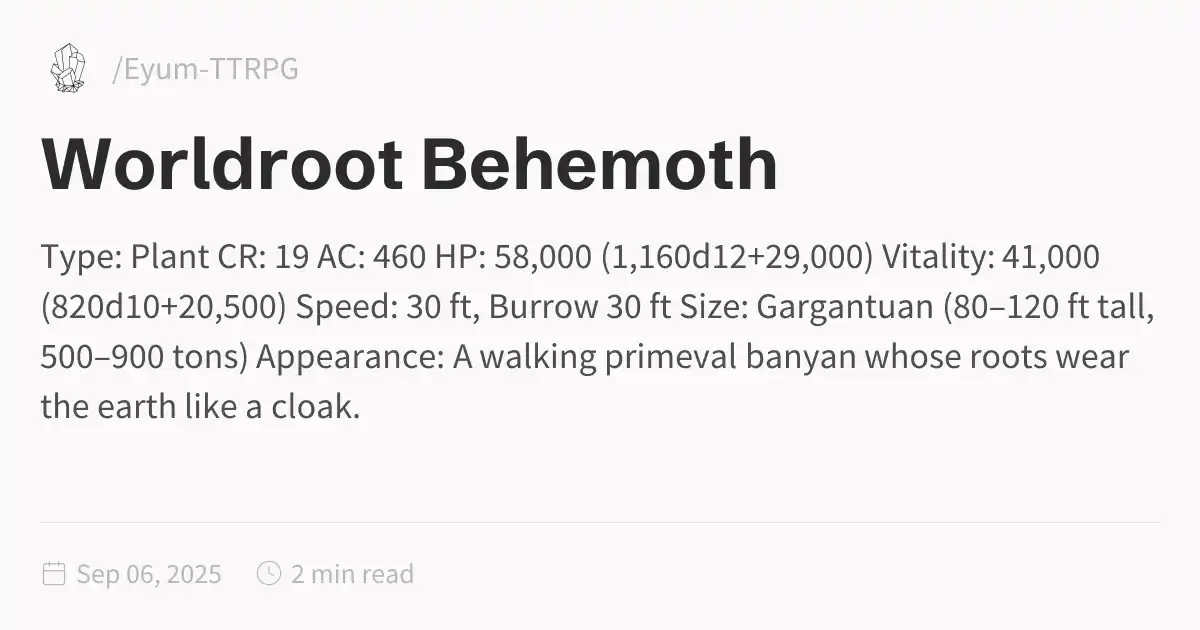 /Eyum-TTRPG
Worldroot Behemoth
Type: Plant CR: 19 AC: 460 HP: 58,000 (1,160d12+29,000) Vitality: 41,000
(820d10+20,500) Speed: 30 ft, Burrow 30 ft Size: Gargantuan (80–120 ft tall,
500–900 tons) Appearance: A walking primeval banyan whose roots wear
the earth like a cloak.
Sep 06, 2025 2 min read